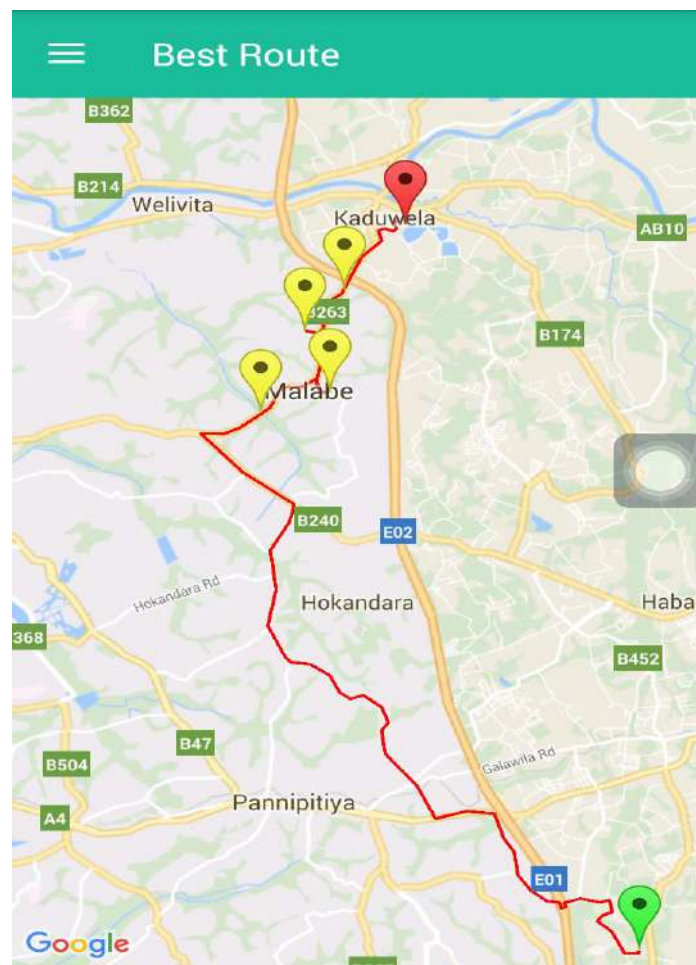 Best Route
B362
B214
Welivita
Kaduwela
AB10
B263
B174
Malabe
B240
E02
Hokandara Rd
Hokandara
Haba
368
B452
B47
Galawila Rd
B504
Pannipitiya
A4
E01
Google